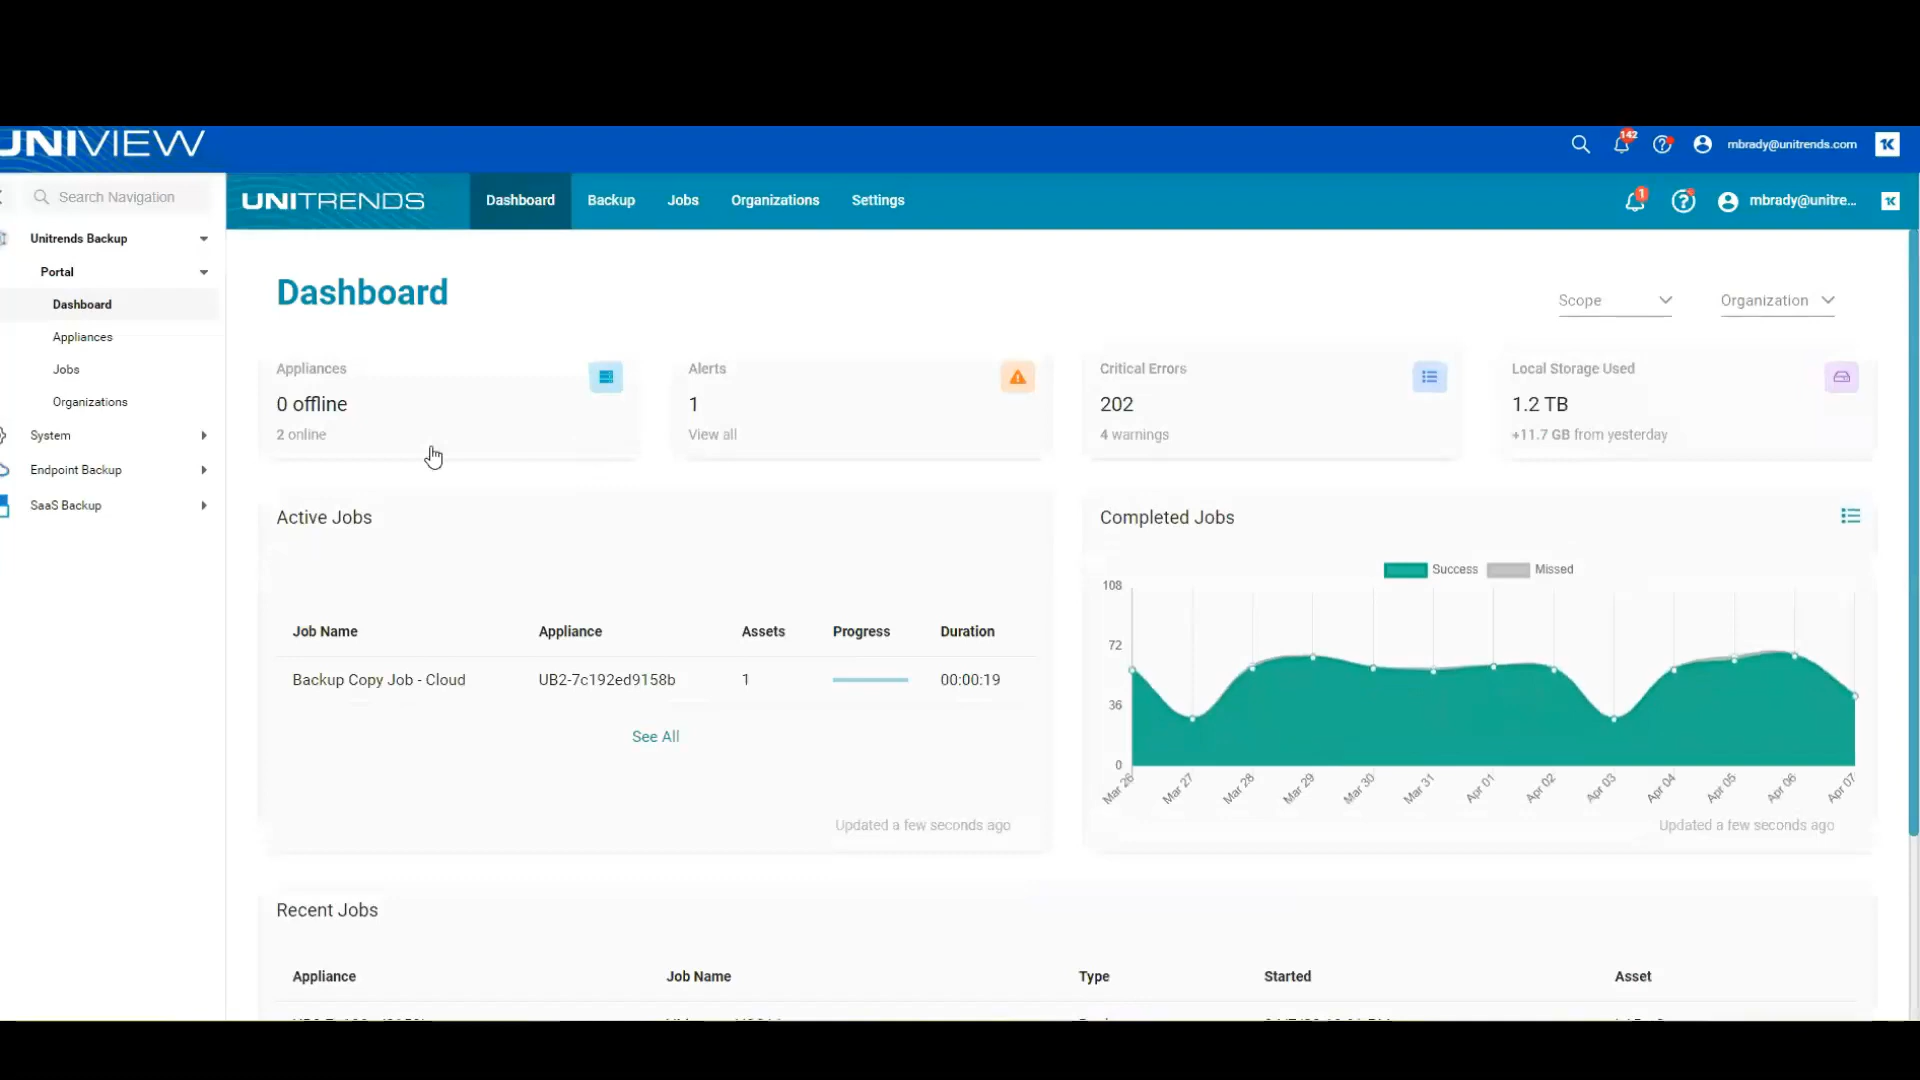 UNIVIEW
142
mbrady@unitrends.com
Search Navigation
UNITRENDS
Dashboard
Backup
Jobs
Organizations
Settings
1
mbrady@unitre...
Unitrends Backup
Portal
Dashboard
Appliances
Jobs
Organizations
System
Endpoint Backup
SaaS Backup
Dashboard
Scope
Organization
Appliances
0 offline
2 online
Alerts
1
View all
Critical Errors
202
4 warnings
Local Storage Used
1.2 TB
+11.7 GB from yesterday
Active Jobs
Job Name Appliance Assets Progress Duration
Backup Copy Job - Cloud UB2-7c192ed9158b 1 00:00:19
See All
Updated a few seconds ago
Completed Jobs
Success Missed
108
72
36
0
Mar 26 Mar 27 Mar 28 Mar 29 Mar 30 Mar 31 Apr 01 Apr 02 Apr 03 Apr 04 Apr 05 Apr 06 Apr 07
Updated a few seconds ago
Recent Jobs
Appliance Job Name Type Started Asset